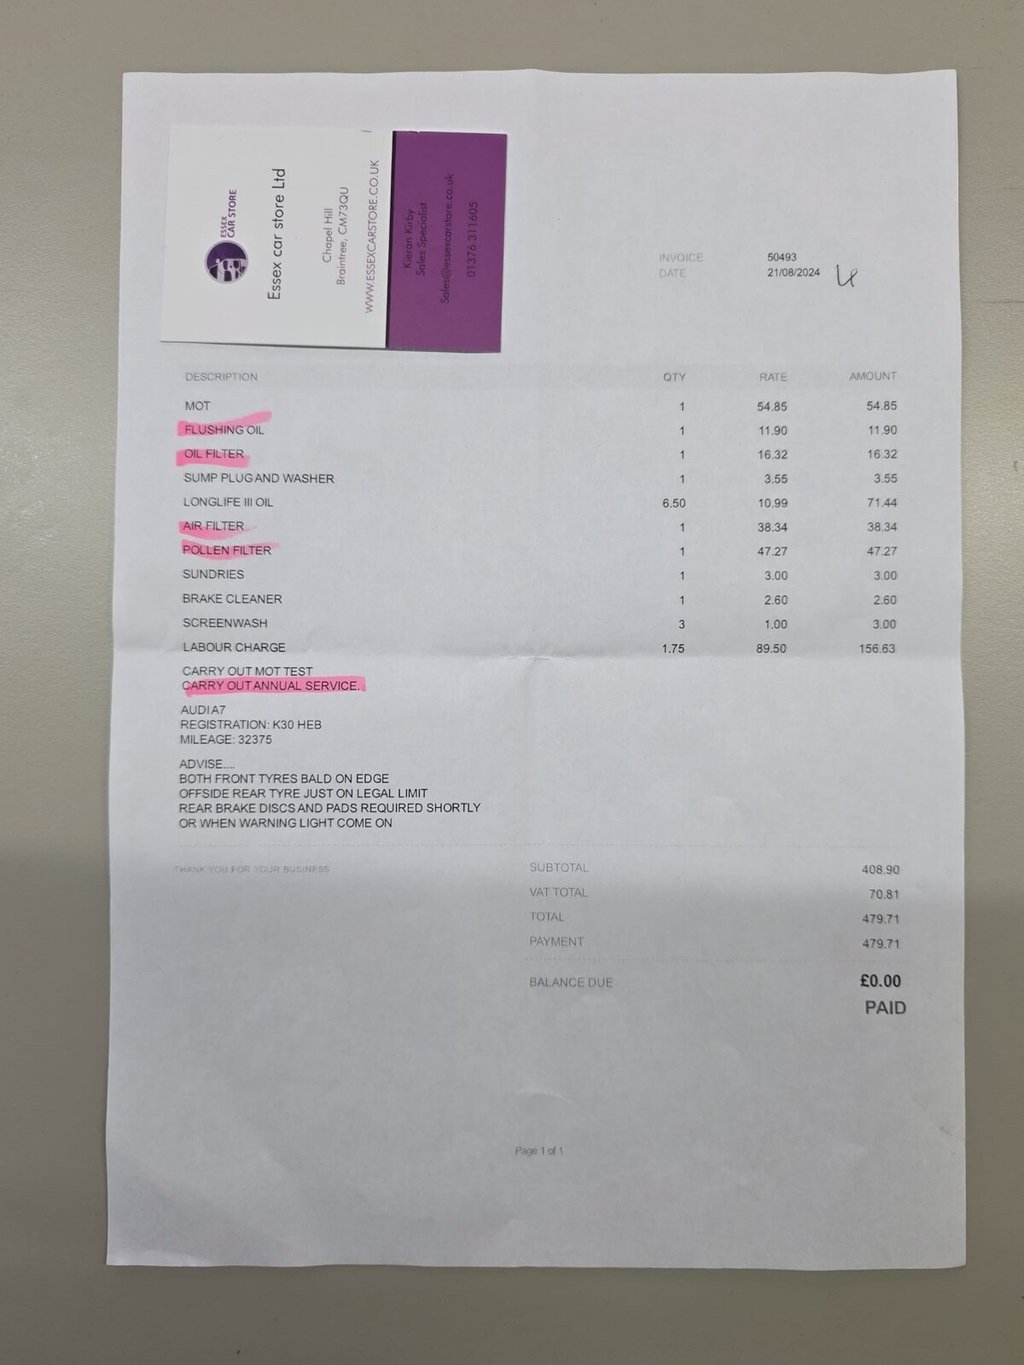 ESSEX
CAR STORE
Essex car store Ltd
Chapel Hill
Braintree, CM73QU
WWW.ESSEXCARSTORE.CO.UK
Kieran Kirby
Sales Specialist
Sales@essexcarstore.co.uk
01376 311605
INVOICE 50493
DATE 21/08/2024
DESCRIPTION QTY RATE AMOUNT
MOT 1 54.85 54.85
FLUSHING OIL 1 11.90 11.90
OIL FILTER 1 16.32 16.32
SUMP PLUG AND WASHER 1 3.55 3.55
LONGLIFE III OIL 6.50 10.99 71.44
AIR FILTER 1 38.34 38.34
POLLEN FILTER 1 47.27 47.27
SUNDRIES 1 3.00 3.00
BRAKE CLEANER 1 2.60 2.60
SCREENWASH 3 1.00 3.00
LABOUR CHARGE 1.75 89.50 156.63
CARRY OUT MOT TEST
CARRY OUT ANNUAL SERVICE.
AUDI A7
REGISTRATION: K30 HEB
MILEAGE: 32375
ADVISE....
BOTH FRONT TYRES BALD ON EDGE
OFFSIDE REAR TYRE JUST ON LEGAL LIMIT
REAR BRAKE DISCS AND PADS REQUIRED SHORTLY
OR WHEN WARNING LIGHT COME ON
THANK YOU FOR YOUR BUSINESS
SUBTOTAL 408.90
VAT TOTAL 70.81
TOTAL 479.71
PAYMENT 479.71
BALANCE DUE £0.00
PAID
Page 1 of 1